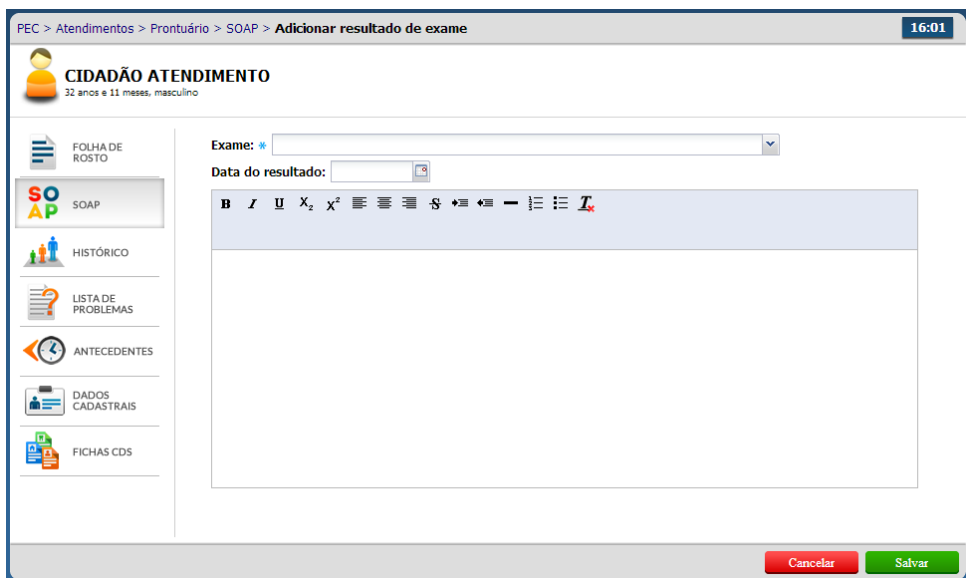 PEC > Atendimentos > Prontuário > SOAP > Adicionar resultado de exame
16:01
CIDADÃO ATENDIMENTO
32 anos e 11 meses, masculino
FOLHA DE
ROSTO
SO
AP
SOAP
HISTÓRICO
LISTA DE
PROBLEMAS
ANTECEDENTES
DADOS
CADASTRAIS
FICHAS CDS
Exame: *
Data do resultado:
B I U X₂ X² S T
Cancelar
Salvar